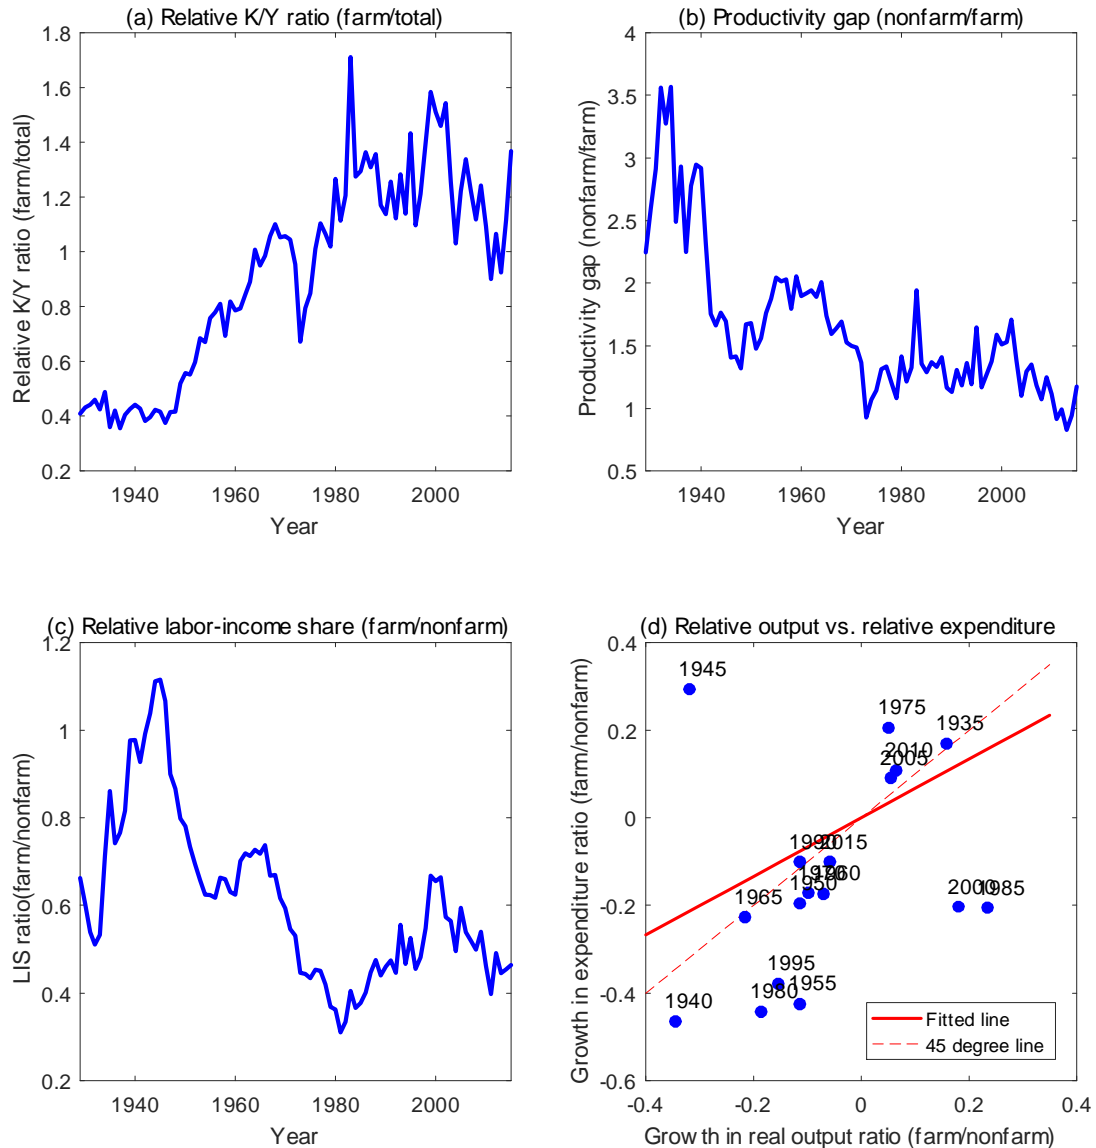 (a) Relative K/Y ratio (farm/total)
1.8
1.6
1.4
1.2
1
0.8
0.6
0.4
0.2
Relative K/Y ratio (farm/total)
1940 1960 1980 2000
Year
(b) Productivity gap (nonfarm/farm)
4
3.5
3
2.5
2
1.5
1
0.5
Productivity gap (nonfarm/farm)
1940 1960 1980 2000
Year
(c) Relative labor-income share (farm/nonfarm)
1.2
1
0.8
0.6
0.4
0.2
LIS ratio(farm/nonfarm)
1940 1960 1980 2000
Year
(d) Relative output vs. relative expenditure
0.4
0.2
0
-0.2
-0.4
-0.6
Growth in expenditure ratio (farm/nonfarm)
1945
1975
1935
2010
2005
1990
2015
1970
1960
1950
1965
2000
1985
1995
1955
1980
1940
Fitted line
45 degree line
-0.4 -0.2 0 0.2 0.4
Growth in real output ratio (farm/nonfarm)